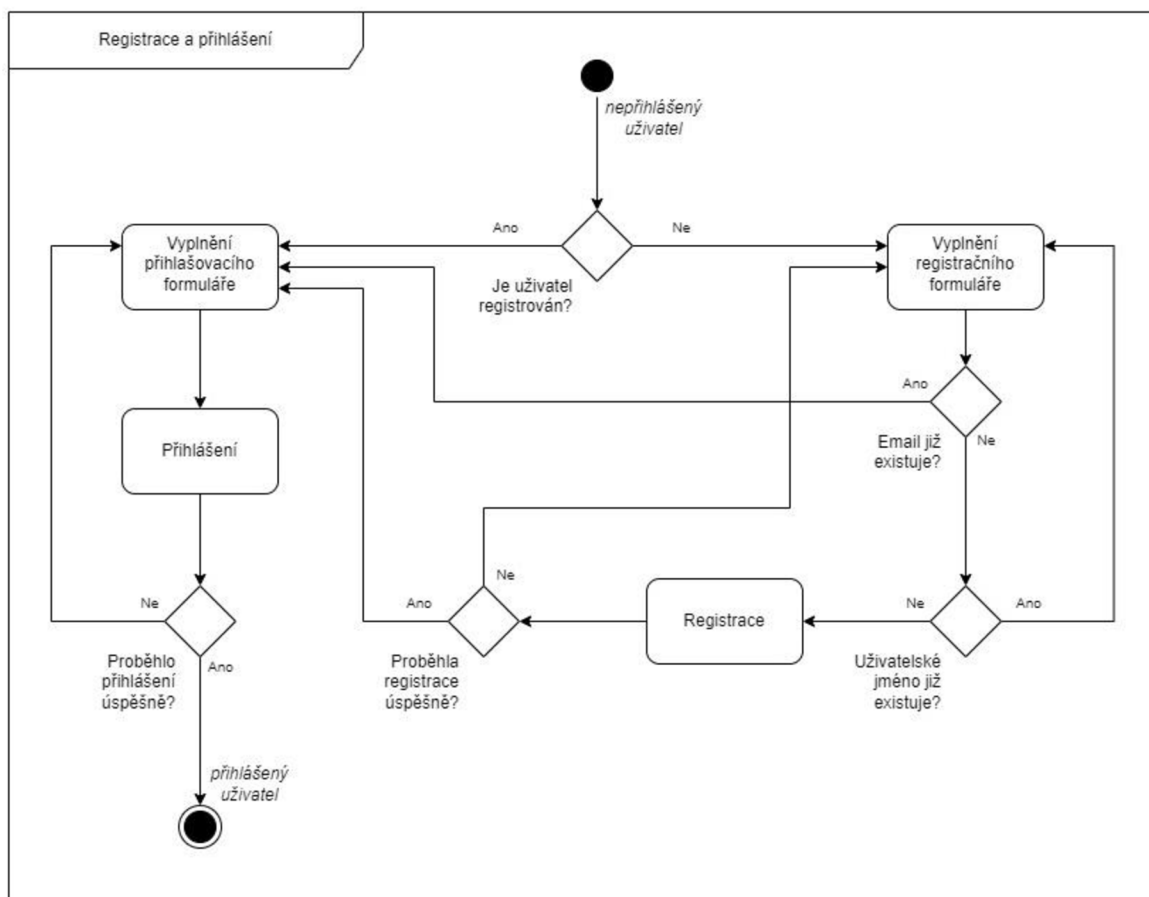 Registrace a přihlášení
nepřihlášený
uživatel
Ano
Ne
Vyplnění
přihlašovacího
formuláře
Je uživatel
registrován?
Vyplnění
registračního
formuláře
Ano
Email již
existuje?
Ne
Přihlášení
Ne
Proběhlo
přihlášení
úspěšně?
Ano
Ano
Ne
Proběhla
registrace
úspěšně?
Registrace
Ne
Ano
Uživatelské
jméno již
existuje?
přihlášený
uživatel